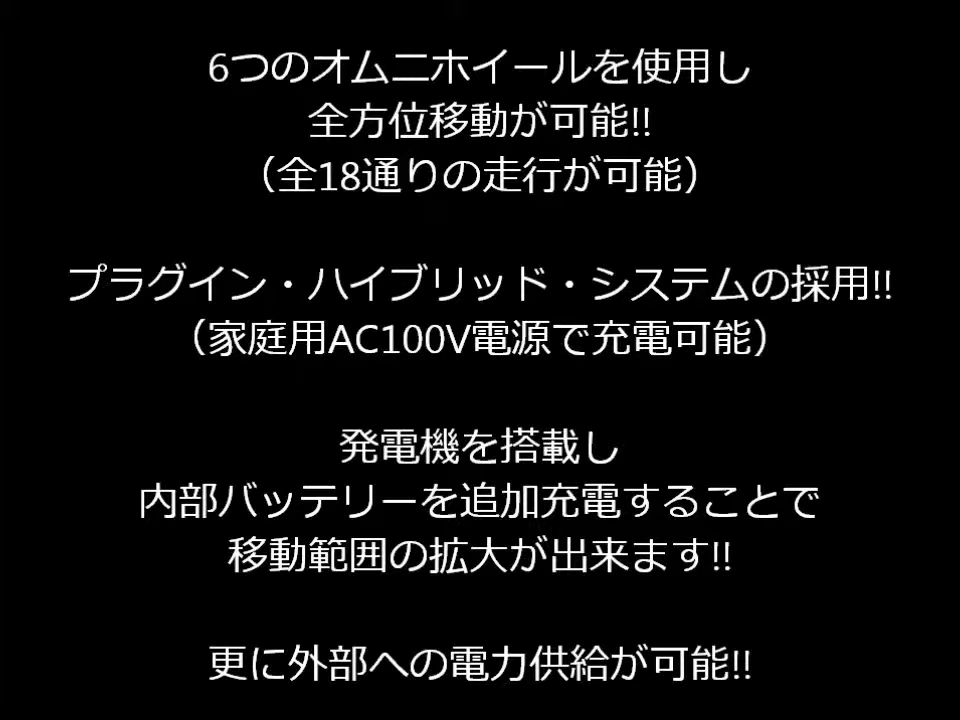 6つのオムニホイールを使用し
全方位移動が可能!!
（全18通りの走行が可能）
プラグイン・ハイブリッド・システムの採用!!
（家庭用AC100V電源で充電可能）
発電機を搭載し
内部バッテリーを追加充電することで
移動範囲の拡大が出来ます!!
更に外部への電力供給が可能!!